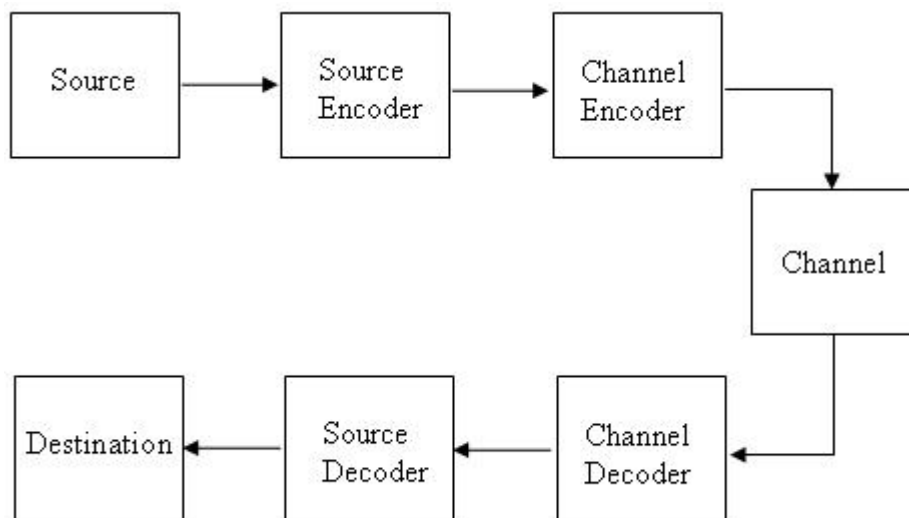 Source
Source
Encoder
Channel
Encoder
Channel
Destination
Source
Decoder
Channel
Decoder